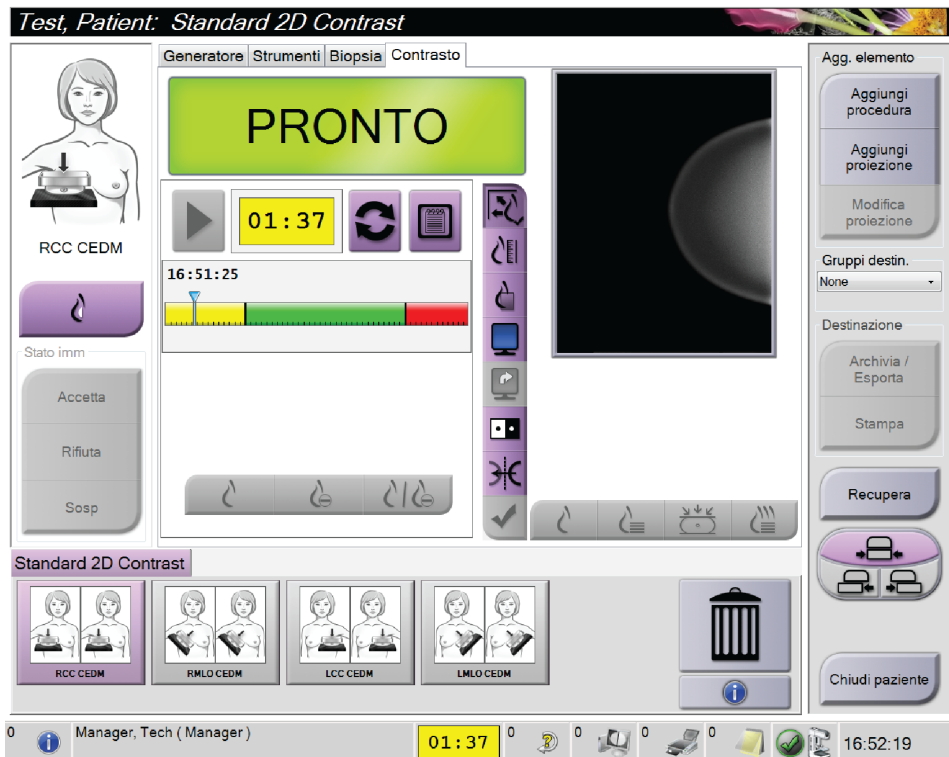 Test, Patient: Standard 2D Contrast
Generatore Strumenti Biopsia Contrasto
PRONTO
RCC CEDM
01:37
16:51:25
Stato imm
Accetta
Rifiuta
Sosp
Agg. elemento
Aggiungi
procedura
Aggiungi
proiezione
Modifica
proiezione
Gruppi destin.
None
Destinazione
Archivia /
Esporta
Stampa
Recupera
Chiudi paziente
Standard 2D Contrast
RCC CEDM
RMLO CEDM
LCC CEDM
LMLO CEDM
0 Manager, Tech ( Manager ) 01:37 0 0 0 0 16:52:19